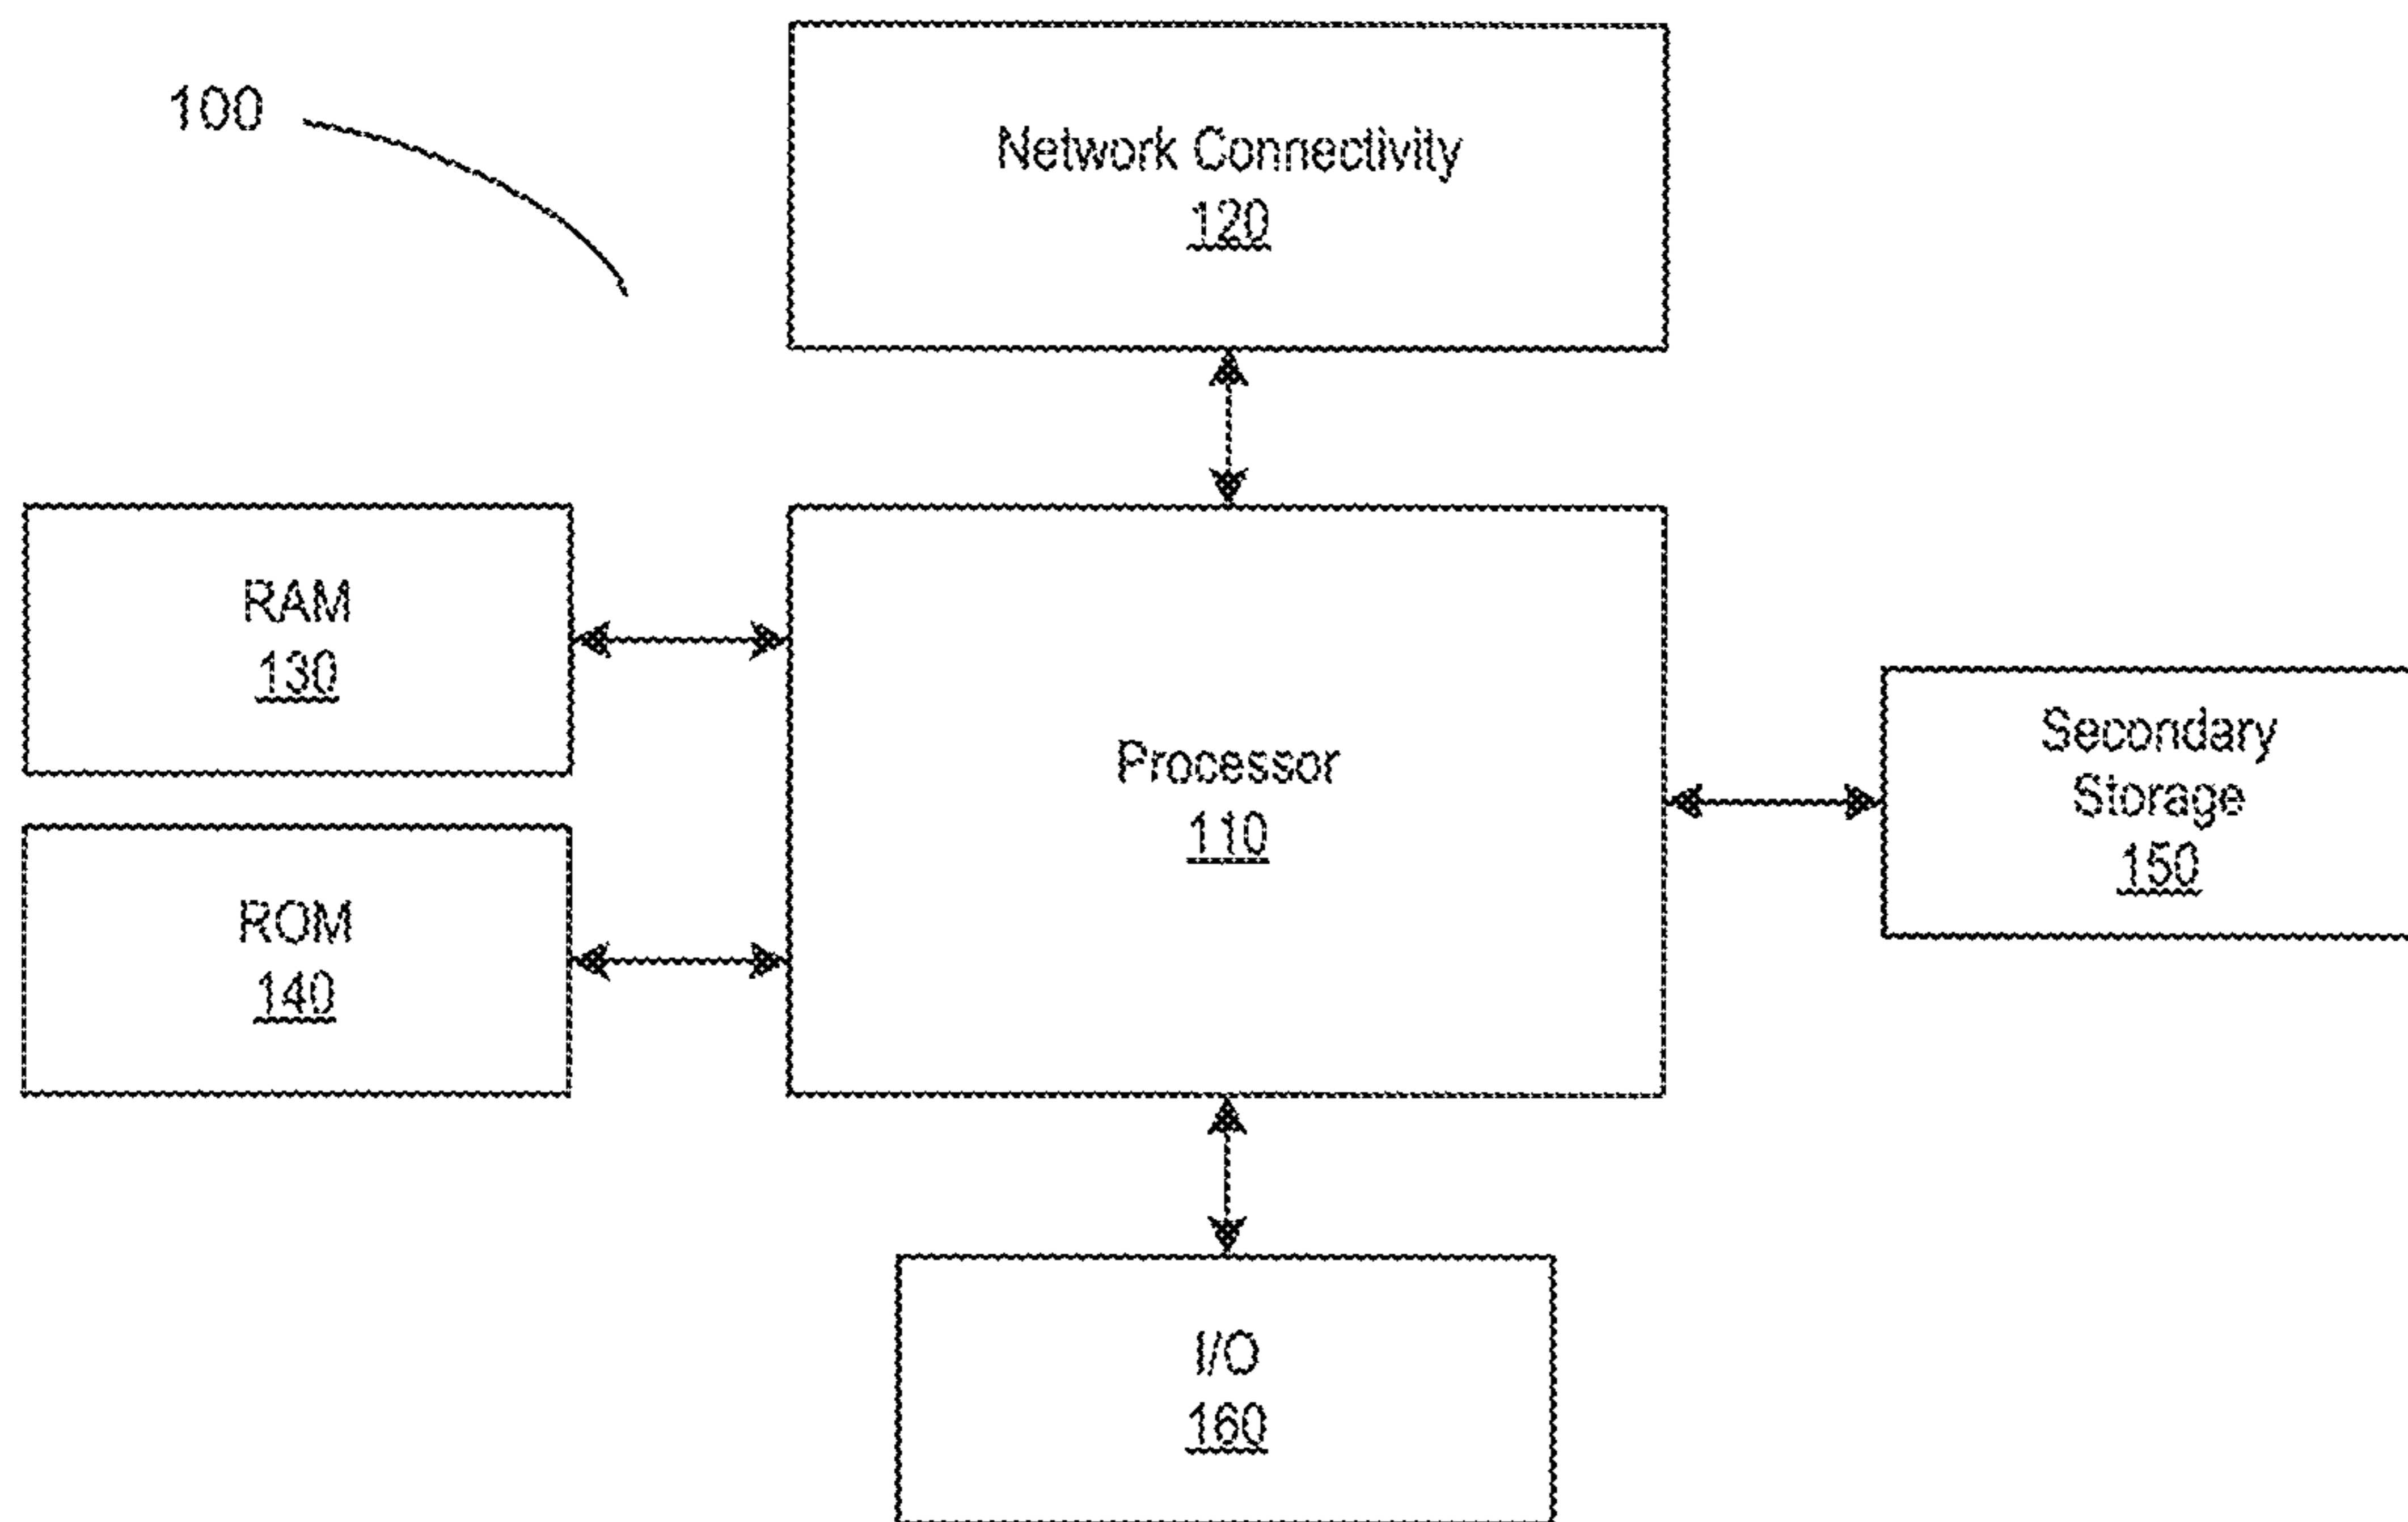 100
Network Connectivity
120
RAM
130
Processor
110
Secondary
Storage
150
ROM
140
I/O
160